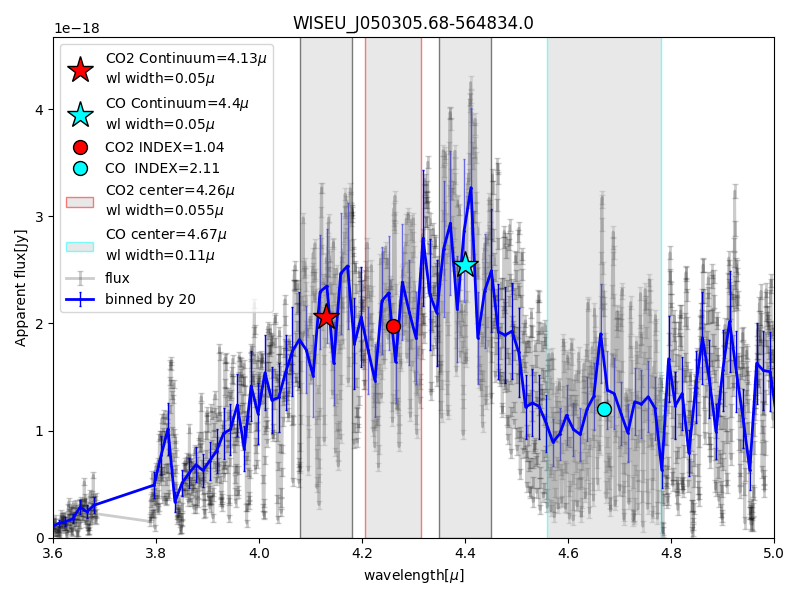 WISEU_J050305.68-564834.0
1e−18
CO2 Continuum=4.13μ
wl width=0.05μ
CO Continuum=4.4μ
wl width=0.05μ
CO2 INDEX=1.04
CO  INDEX=2.11
CO2 center=4.26μ
wl width=0.055μ
CO center=4.67μ
wl width=0.11μ
flux
binned by 20
Apparent flux[Jy]
4
3
2
1
0
3.6 3.8 4.0 4.2 4.4 4.6 4.8 5.0
wavelength[μ]